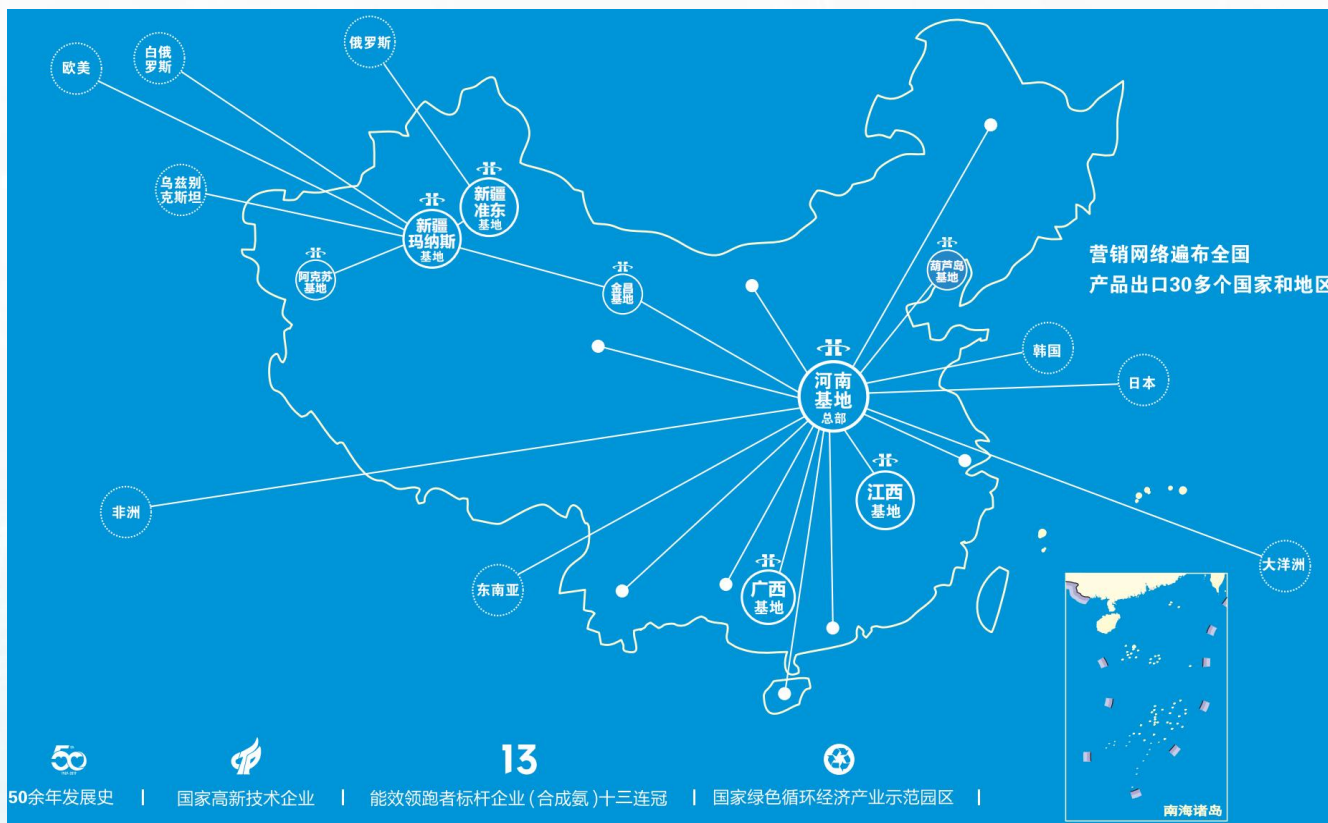 俄罗斯
白俄
罗斯
欧美
乌兹别
克斯坦
新疆
准东
基地
新疆
玛纳斯
基地
阿克苏
基地
金昌
基地
葫芦岛
基地
营销网络遍布全国
产品出口30多个国家和地区
韩国
日本
河南
基地
总部
江西
基地
非洲
东南亚
广西
基地
大洋洲
南海诸岛
50
13
50余年发展史 | 国家高新技术企业 | 能效领跑者标杆企业(合成氨)十三连冠 | 国家绿色循环经济产业示范园区 |